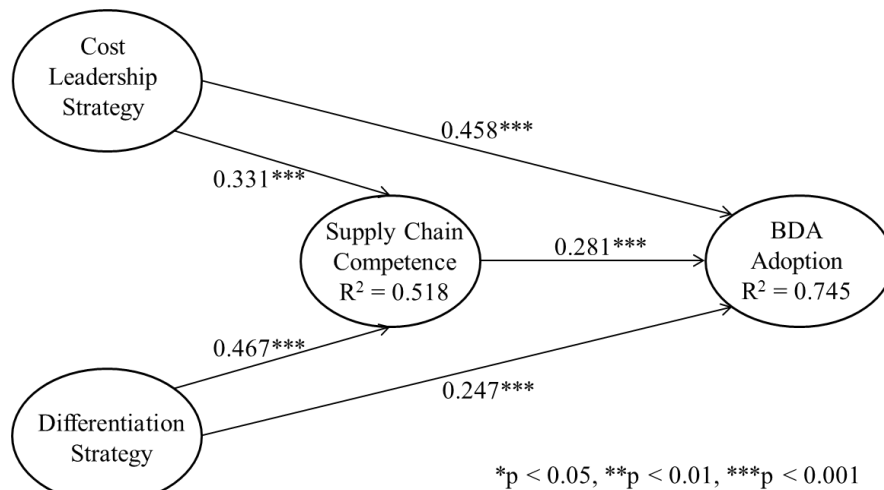 Cost
Leadership
Strategy
0.458***
0.331***
Supply Chain
Competence
R² = 0.518
0.281***
BDA
Adoption
R² = 0.745
0.467***
0.247***
Differentiation
Strategy
*p < 0.05, **p < 0.01, ***p < 0.001